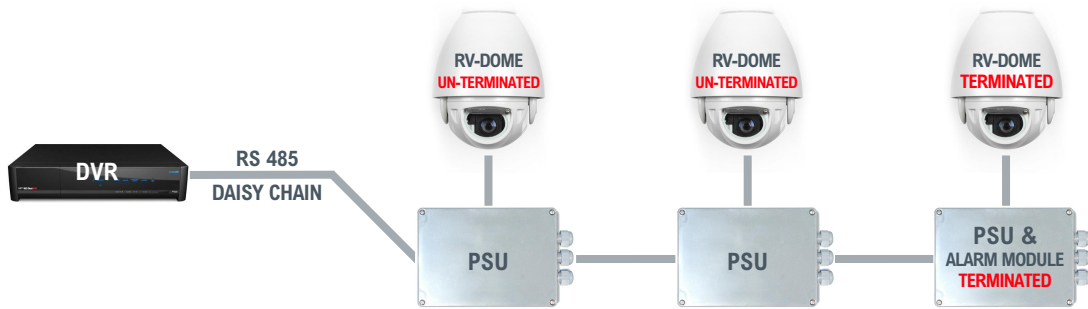 RV-DOME
UN-TERMINATED
RV-DOME
UN-TERMINATED
RV-DOME
TERMINATED
DVR
RS 485
DAISY CHAIN
PSU
PSU
PSU &
ALARM MODULE
TERMINATED